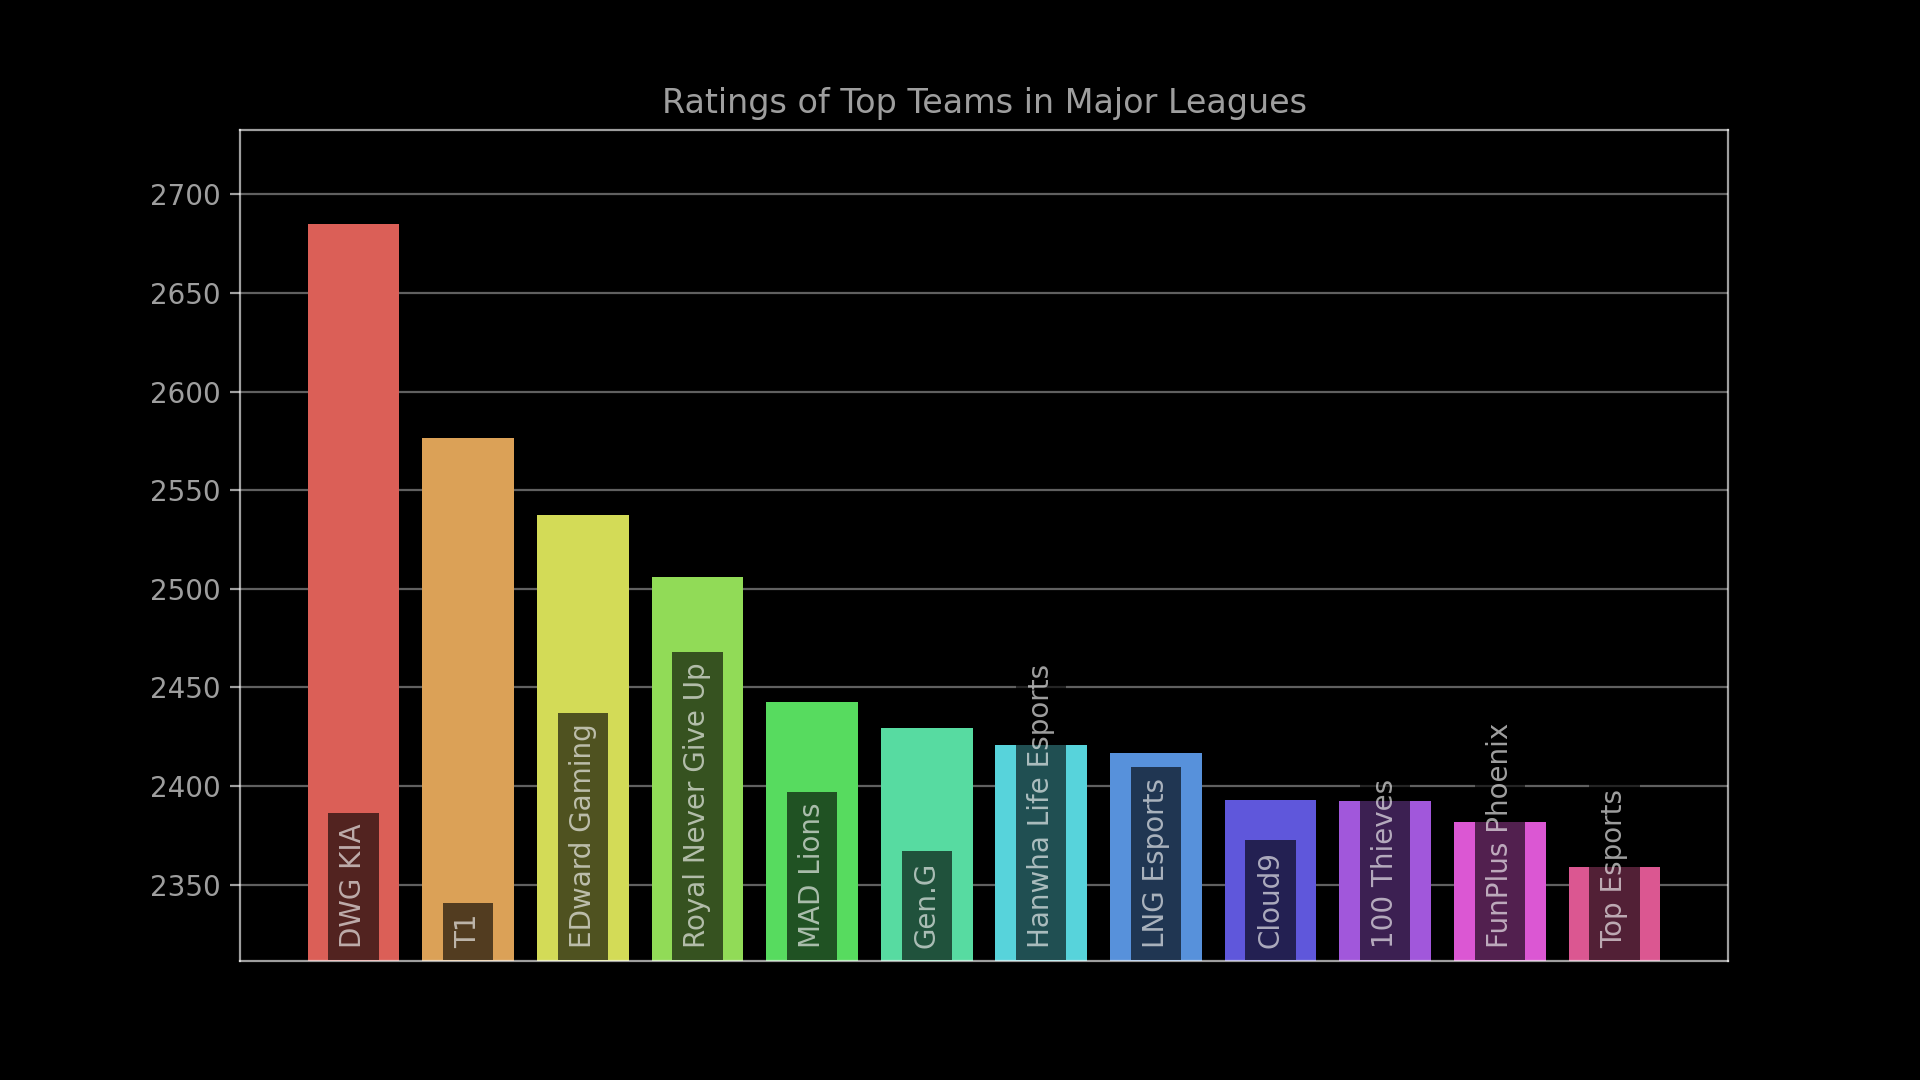 Ratings of Top Teams in Major Leagues
2700
2650
2600
2550
2500
2450
2400
2350
DWG KIA
T1
EDward Gaming
Royal Never Give Up
MAD Lions
Gen.G
Hanwha Life Esports
LNG Esports
Cloud9
100 Thieves
FunPlus Phoenix
Top Esports